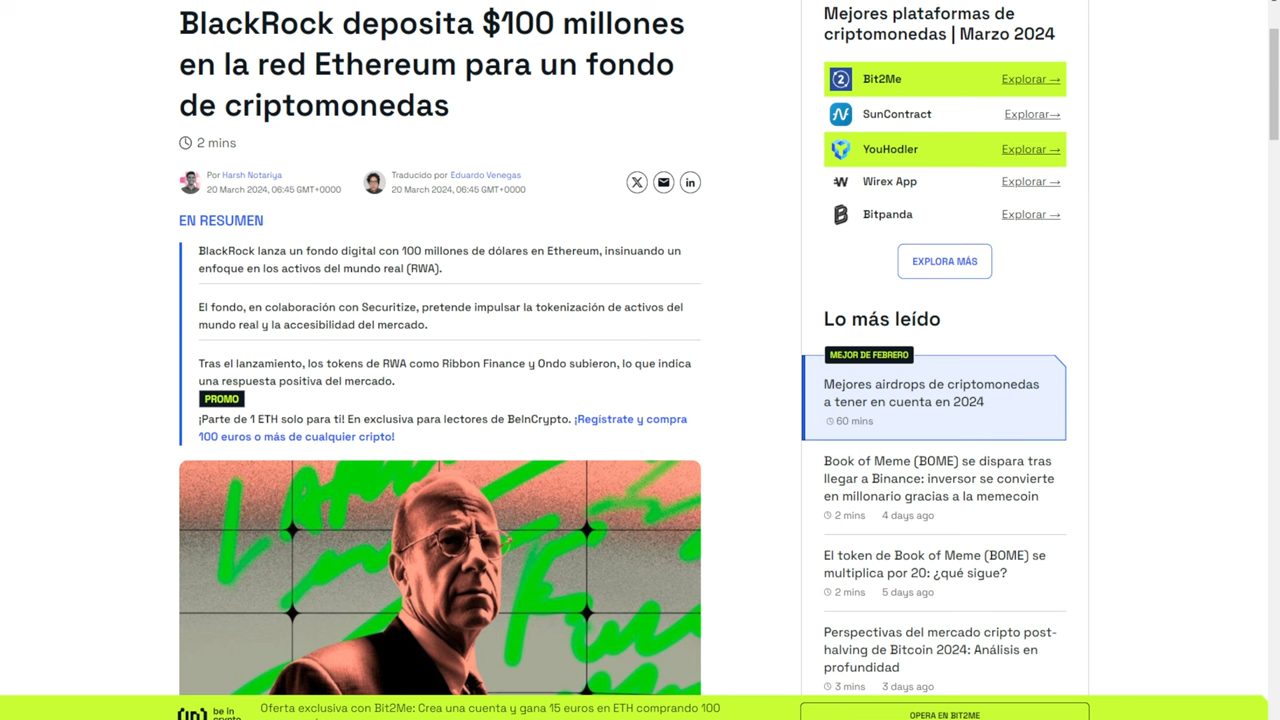 BlackRock deposita $100 millones
en la red Ethereum para un fondo
de criptomonedas
2 mins
Por Harsh Notariya
20 March 2024, 06:45 GMT+0000
Traducido por Eduardo Venegas
20 March 2024, 06:45 GMT+0000
EN RESUMEN
BlackRock lanza un fondo digital con 100 millones de dólares en Ethereum, insinuando un
enfoque en los activos del mundo real (RWA).
El fondo, en colaboración con Securitize, pretende impulsar la tokenización de activos del
mundo real y la accesibilidad del mercado.
Tras el lanzamiento, los tokens de RWA como Ribbon Finance y Ondo subieron, lo que indica
una respuesta positiva del mercado.
PROMO
¡Parte de 1 ETH solo para ti! En exclusiva para lectores de BeInCrypto. ¡Regístrate y compra
100 euros o más de cualquier cripto!
Mejores plataformas de
criptomonedas | Marzo 2024
Bit2Me Explorar →
SunContract Explorar→
YouHodler Explorar →
Wirex App Explorar →
Bitpanda Explorar →
EXPLORA MÁS
Lo más leído
MEJOR DE FEBRERO
Mejores airdrops de criptomonedas
a tener en cuenta en 2024
60 mins
Book of Meme (BOME) se dispara tras
llegar a Binance: inversor se convierte
en millonario gracias a la memecoin
2 mins 4 days ago
El token de Book of Meme (BOME) se
multiplica por 20: ¿qué sigue?
2 mins 5 days ago
Perspectivas del mercado cripto post-
halving de Bitcoin 2024: Análisis en
profundidad
3 mins 3 days ago
be in
crypto
Oferta exclusiva con Bit2Me: Crea una cuenta y gana 15 euros en ETH comprando 100
OPERA EN BIT2ME